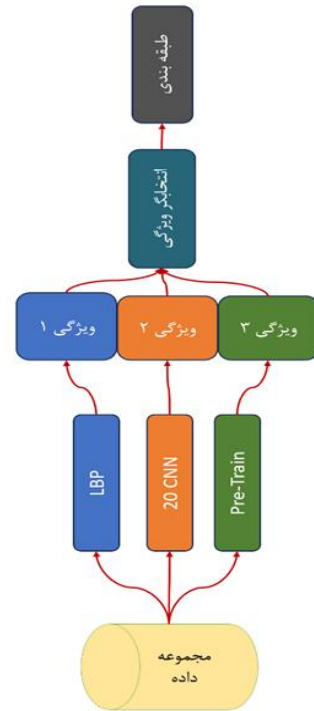 مجموعه
داده
LBP
20 CNN
Pre-Train
ویژگی ۱
ویژگی ۲
ویژگی ۳
انتخابگر ویژگی
طبقه بندی